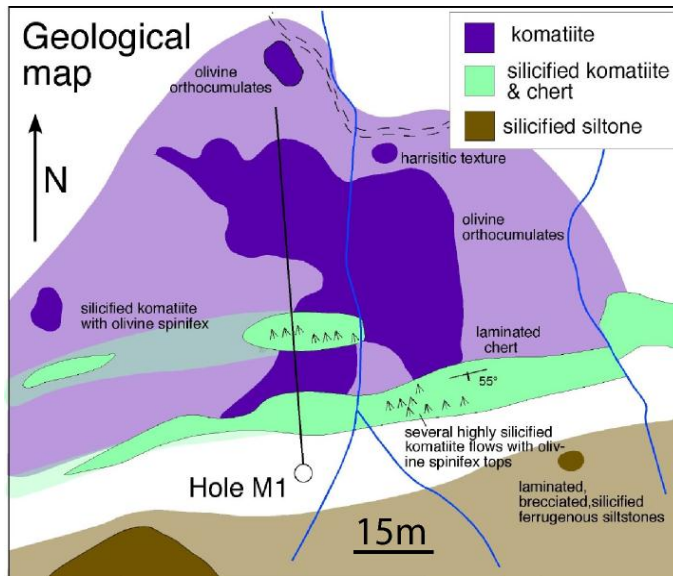 Geological
map
N
komatiite
silicified komatiite
& chert
silicified siltone
olivine
orthocumulates
harrisitic texture
olivine
orthocumulates
silicified komatiite
with olivine spinifex
laminated
chert
55°
several highly silicified
komatiite flows with oliv-
ine spinifex tops
Hole M1
15m
laminated,
brecciated,silicified
ferrugenous siltstones